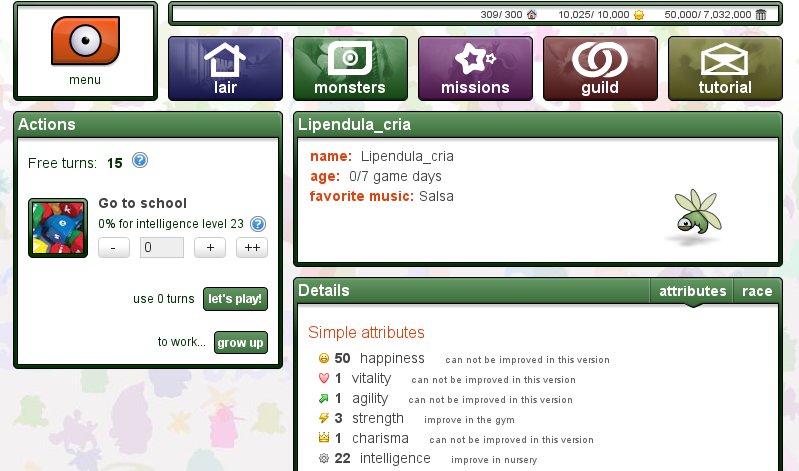 309/ 300 10,025/ 10,000 50,000/ 7,032,000
menu
lair
monsters
missions
guild
tutorial
Actions
Free turns: 15 ?
Go to school
0% for intelligence level 23 ?
- 0 + ++
use 0 turns let's play!
to work... grow up
Lipendula_cria
name: Lipendula_cria
age: 0/7 game days
favorite music: Salsa
Details attributes race
Simple attributes
50 happiness can not be improved in this version
1 vitality can not be improved in this version
1 agility can not be improved in this version
3 strength improve in the gym
1 charisma can not be improved in this version
22 intelligence improve in nursery